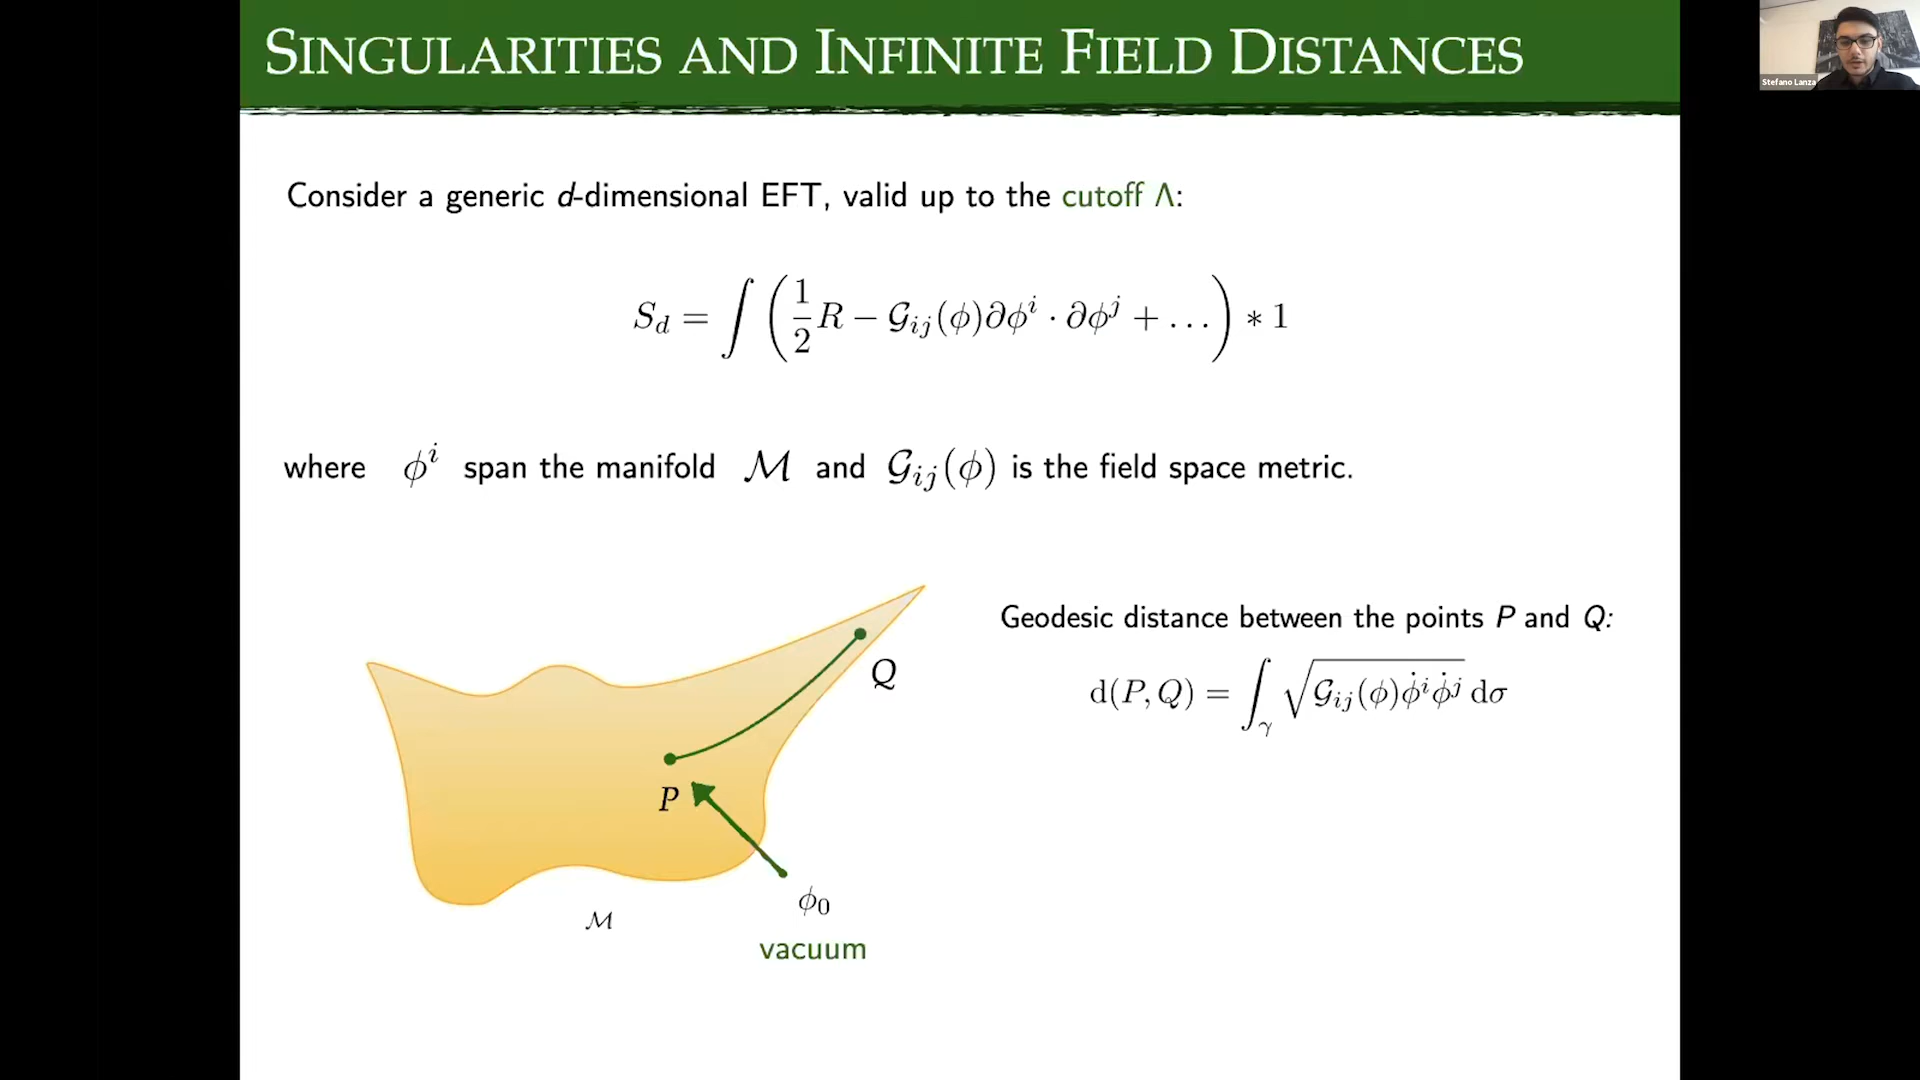 SINGULARITIES AND INFINITE FIELD DISTANCES
Stefano Lanza
Consider a generic d-dimensional EFT, valid up to the cutoff Λ:
S_d = ∫ ( 1/2 R − 𝒢_ij(ϕ)∂ϕ^i · ∂ϕ^j + ... ) ∗ 1
where ϕ^i span the manifold ℳ and 𝒢_ij(ϕ) is the field space metric.
Geodesic distance between the points P and Q:
d(P, Q) = ∫_γ √(𝒢_ij(ϕ)ϕ̇^i ϕ̇^j) dσ
Q
P
ϕ_0
ℳ
vacuum